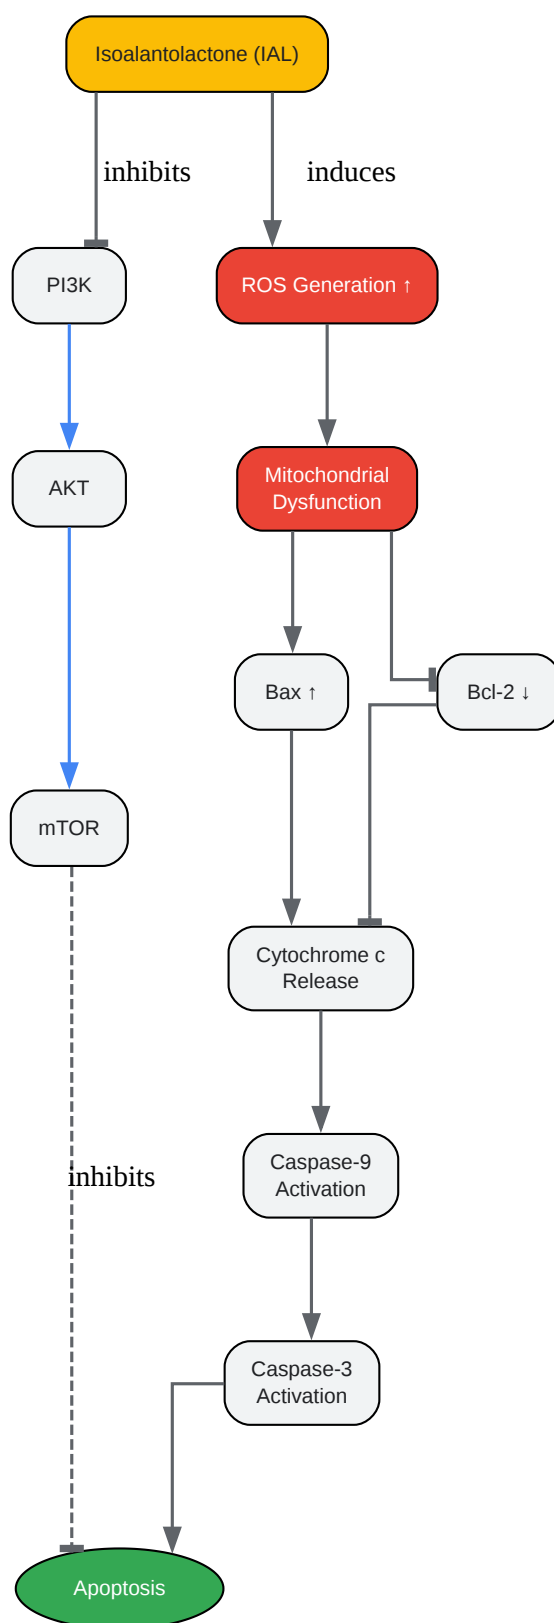 Isoalantolactone (IAL)
inhibits
induces
PI3K
ROS Generation ↑
AKT
Mitochondrial
Dysfunction
Bax ↑
Bcl-2 ↓
mTOR
Cytochrome c
Release
inhibits
Caspase-9
Activation
Caspase-3
Activation
Apoptosis